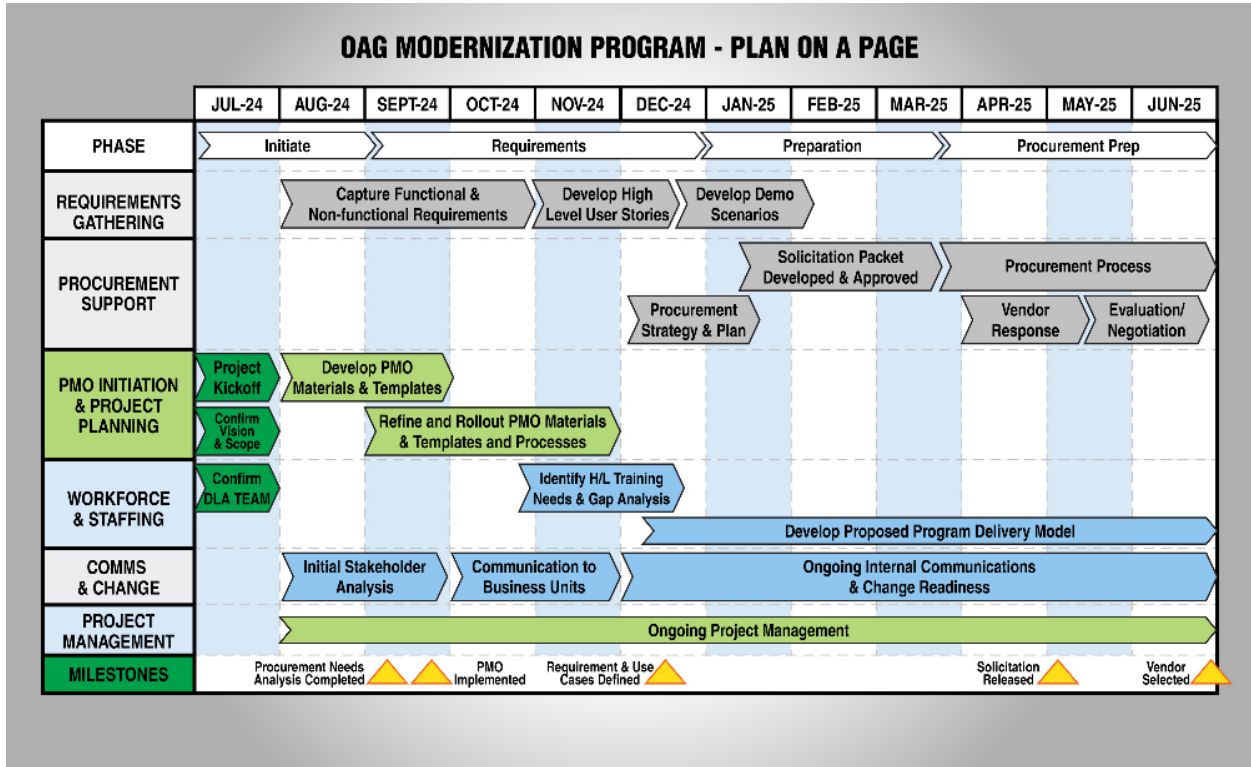 OAG MODERNIZATION PROGRAM - PLAN ON A PAGE
JUL-24 AUG-24 SEPT-24 OCT-24 NOV-24 DEC-24 JAN-25 FEB-25 MAR-25 APR-25 MAY-25 JUN-25
PHASE
Initiate
Requirements
Preparation
Procurement Prep
REQUIREMENTS
GATHERING
Capture Functional &
Non-functional Requirements
Develop High
Level User Stories
Develop Demo
Scenarios
PROCUREMENT
SUPPORT
Solicitation Packet
Developed & Approved
Procurement Process
Procurement
Strategy & Plan
Vendor
Response
Evaluation/
Negotiation
PMO INITIATION
& PROJECT
PLANNING
Project
Kickoff
Develop PMO
Materials & Templates
Confirm
Vision
& Scope
Refine and Rollout PMO Materials
& Templates and Processes
WORKFORCE
& STAFFING
Confirm
DLA TEAM
Identify H/L Training
Needs & Gap Analysis
Develop Proposed Program Delivery Model
COMMS
& CHANGE
Initial Stakeholder
Analysis
Communication to
Business Units
Ongoing Internal Communications
& Change Readiness
PROJECT
MANAGEMENT
Ongoing Project Management
MILESTONES
Procurement Needs
Analysis Completed
PMO
Implemented
Requirement & Use
Cases Defined
Solicitation
Released
Vendor
Selected